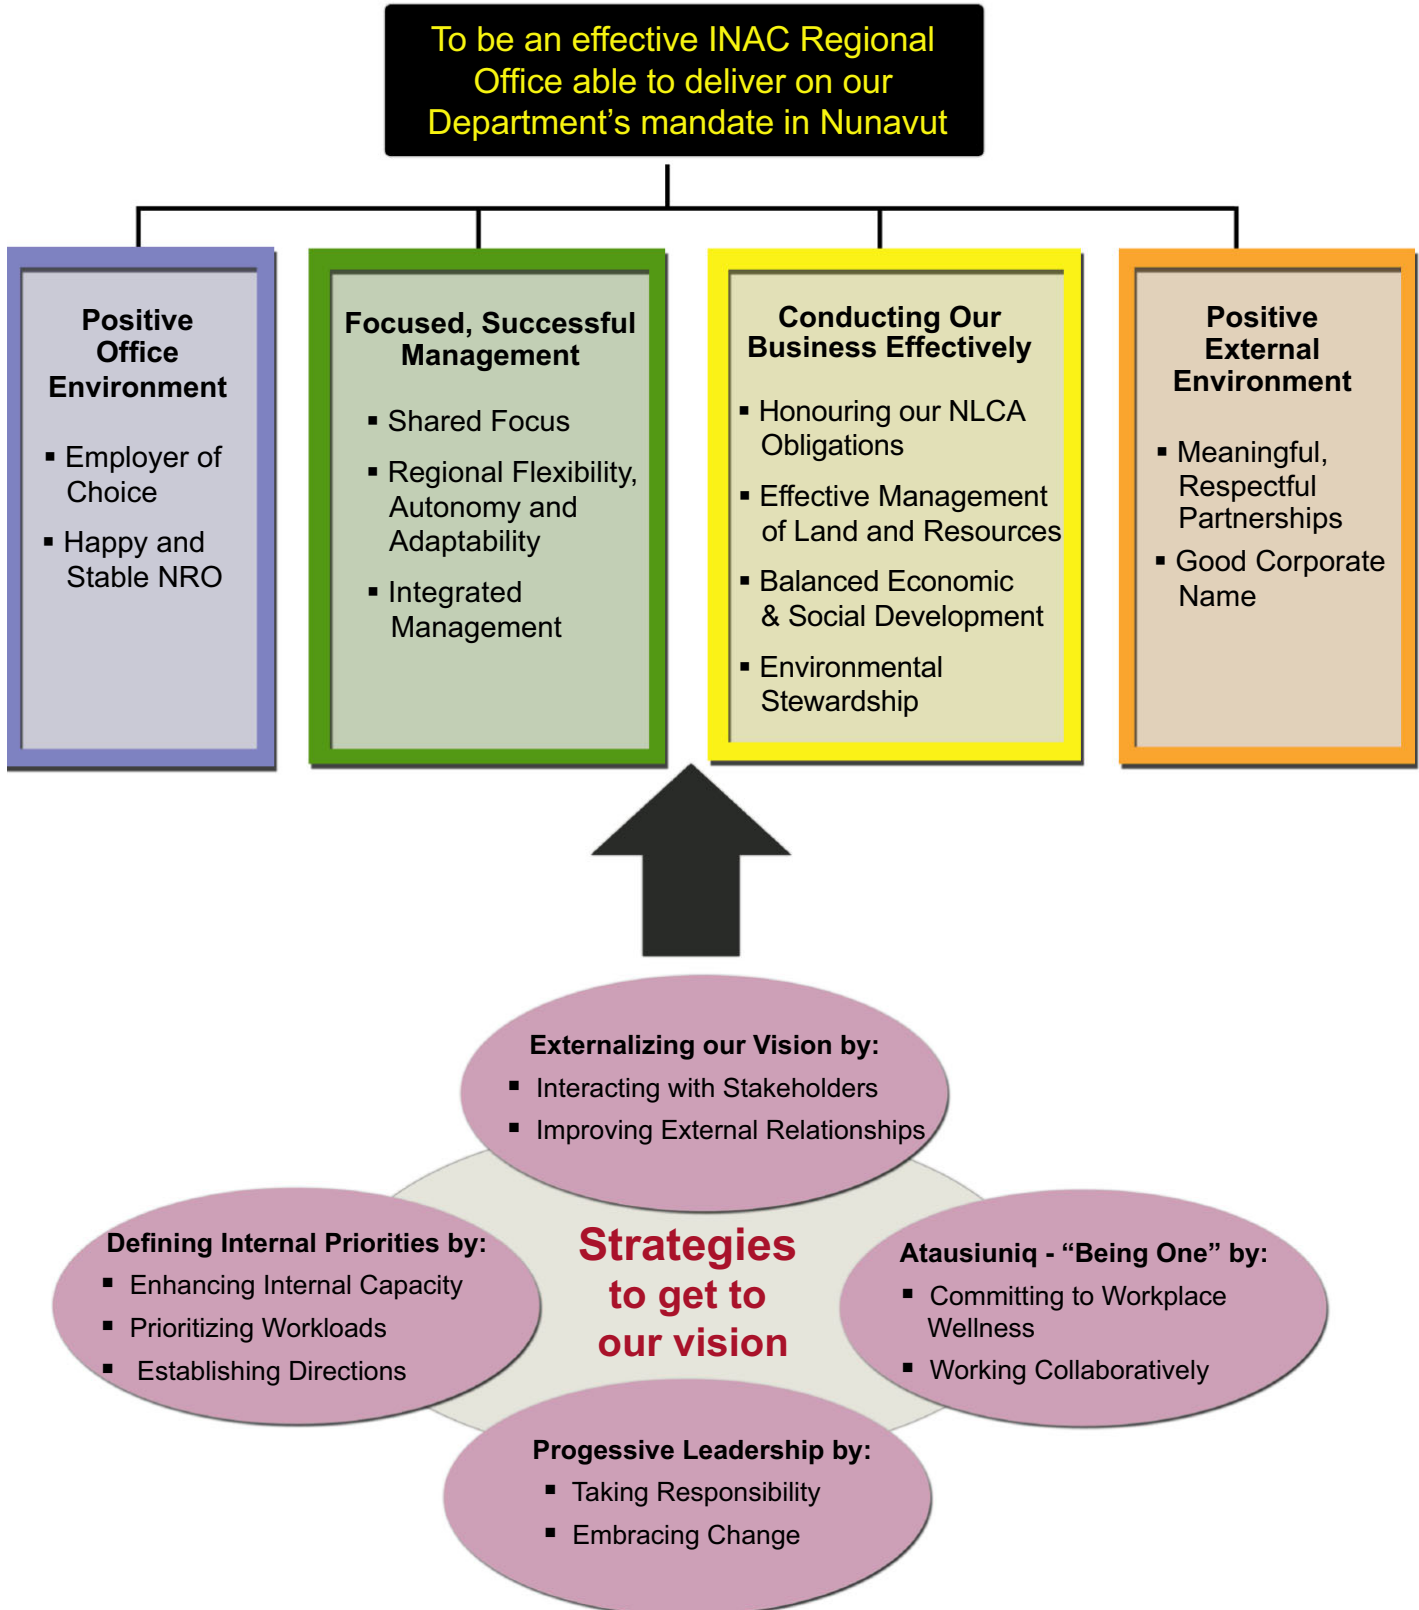 To be an effective INAC Regional
Office able to deliver on our
Department’s mandate in Nunavut
Positive
Office
Environment
▪ Employer of
Choice
▪ Happy and
Stable NRO
Focused, Successful
Management
▪ Shared Focus
▪ Regional Flexibility,
Autonomy and
Adaptability
▪ Integrated
Management
Conducting Our
Business Effectively
▪ Honouring our NLCA
Obligations
▪ Effective Management
of Land and Resources
▪ Balanced Economic
& Social Development
▪ Environmental
Stewardship
Positive
External
Environment
▪ Meaningful,
Respectful
Partnerships
▪ Good Corporate
Name
Externalizing our Vision by:
▪ Interacting with Stakeholders
▪ Improving External Relationships
Defining Internal Priorities by:
▪ Enhancing Internal Capacity
▪ Prioritizing Workloads
▪ Establishing Directions
Strategies
to get to
our vision
Atausiuniq - “Being One” by:
▪ Committing to Workplace
Wellness
▪ Working Collaboratively
Progessive Leadership by:
▪ Taking Responsibility
▪ Embracing Change